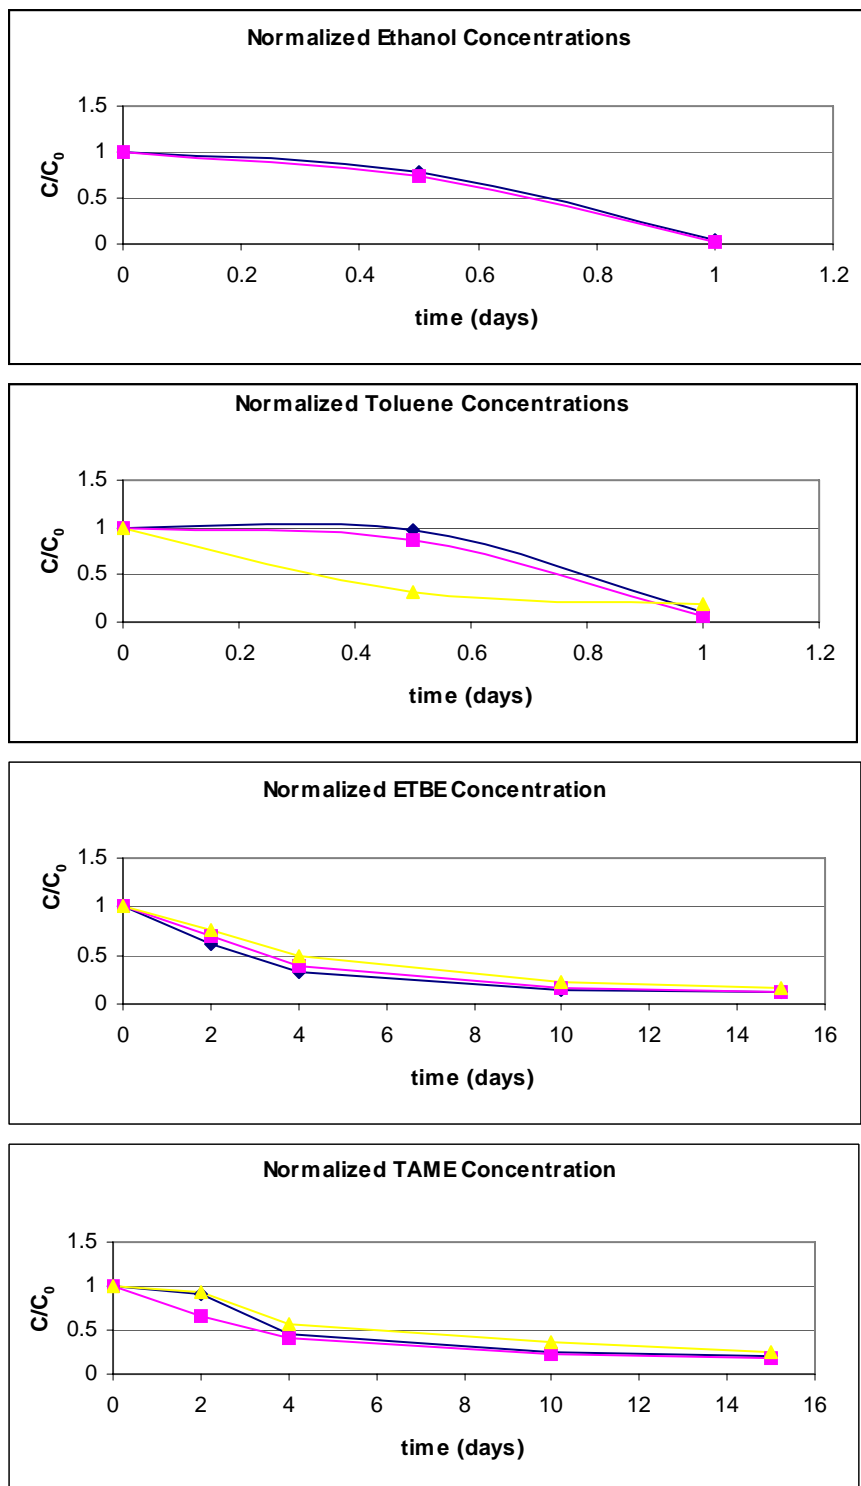 Normalized Ethanol Concentrations
1.5
1
0.5
0
C/C₀
0 0.2 0.4 0.6 0.8 1 1.2
time (days)
Normalized Toluene Concentrations
1.5
1
0.5
0
C/C₀
0 0.2 0.4 0.6 0.8 1 1.2
time (days)
Normalized ETBE Concentration
1.5
1
0.5
0
C/C₀
0 2 4 6 8 10 12 14 16
time (days)
Normalized TAME Concentration
1.5
1
0.5
0
C/C₀
0 2 4 6 8 10 12 14 16
time (days)